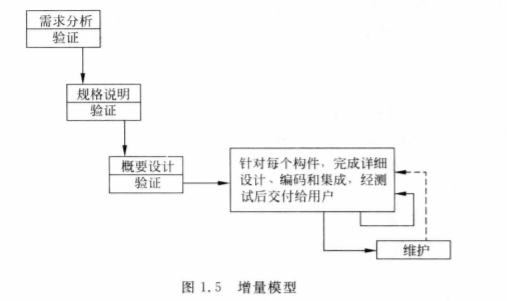 需求分析
验证
规格说明
验证
概要设计
验证
针对每个构件，完成详细
设计、编码和集成，经测
试后交付给用户
维护
图 1.5 增量模型